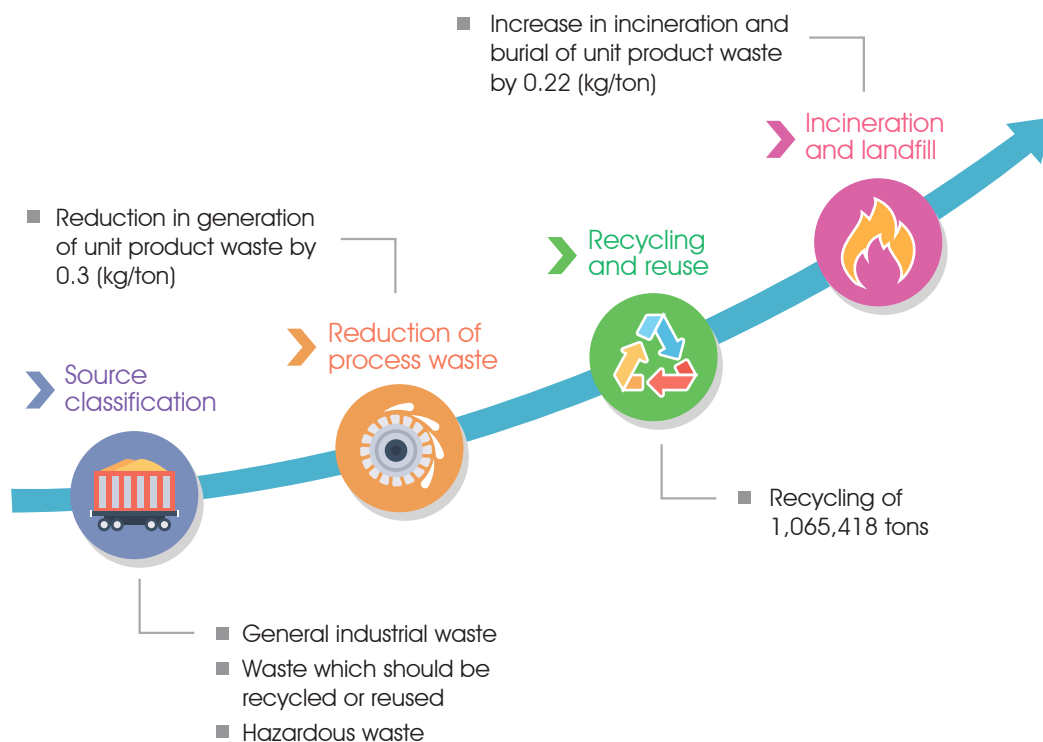 Increase in incineration and
burial of unit product waste
by 0.22 (kg/ton)
Incineration
and landfill
Reduction in generation
of unit product waste by
0.3 (kg/ton)
Recycling
and reuse
Reduction of
process waste
Source
classification
Recycling of
1,065,418 tons
General industrial waste
Waste which should be
recycled or reused
Hazardous waste